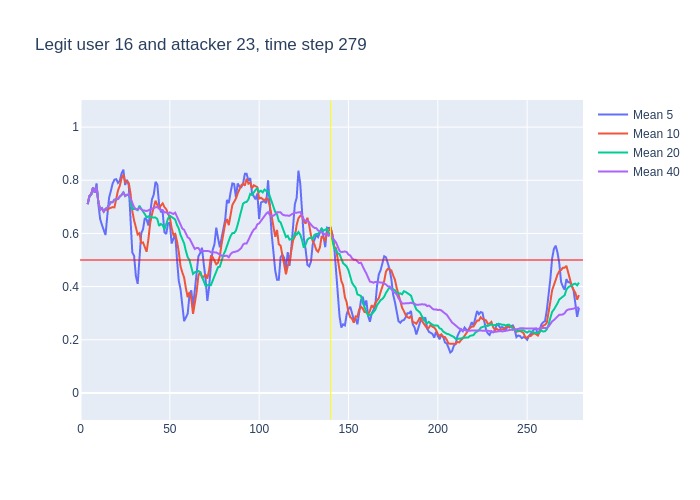 Legit user 16 and attacker 23, time step 279
Mean 5
Mean 10
Mean 20
Mean 40
1
0.8
0.6
0.4
0.2
0
0 50 100 150 200 250